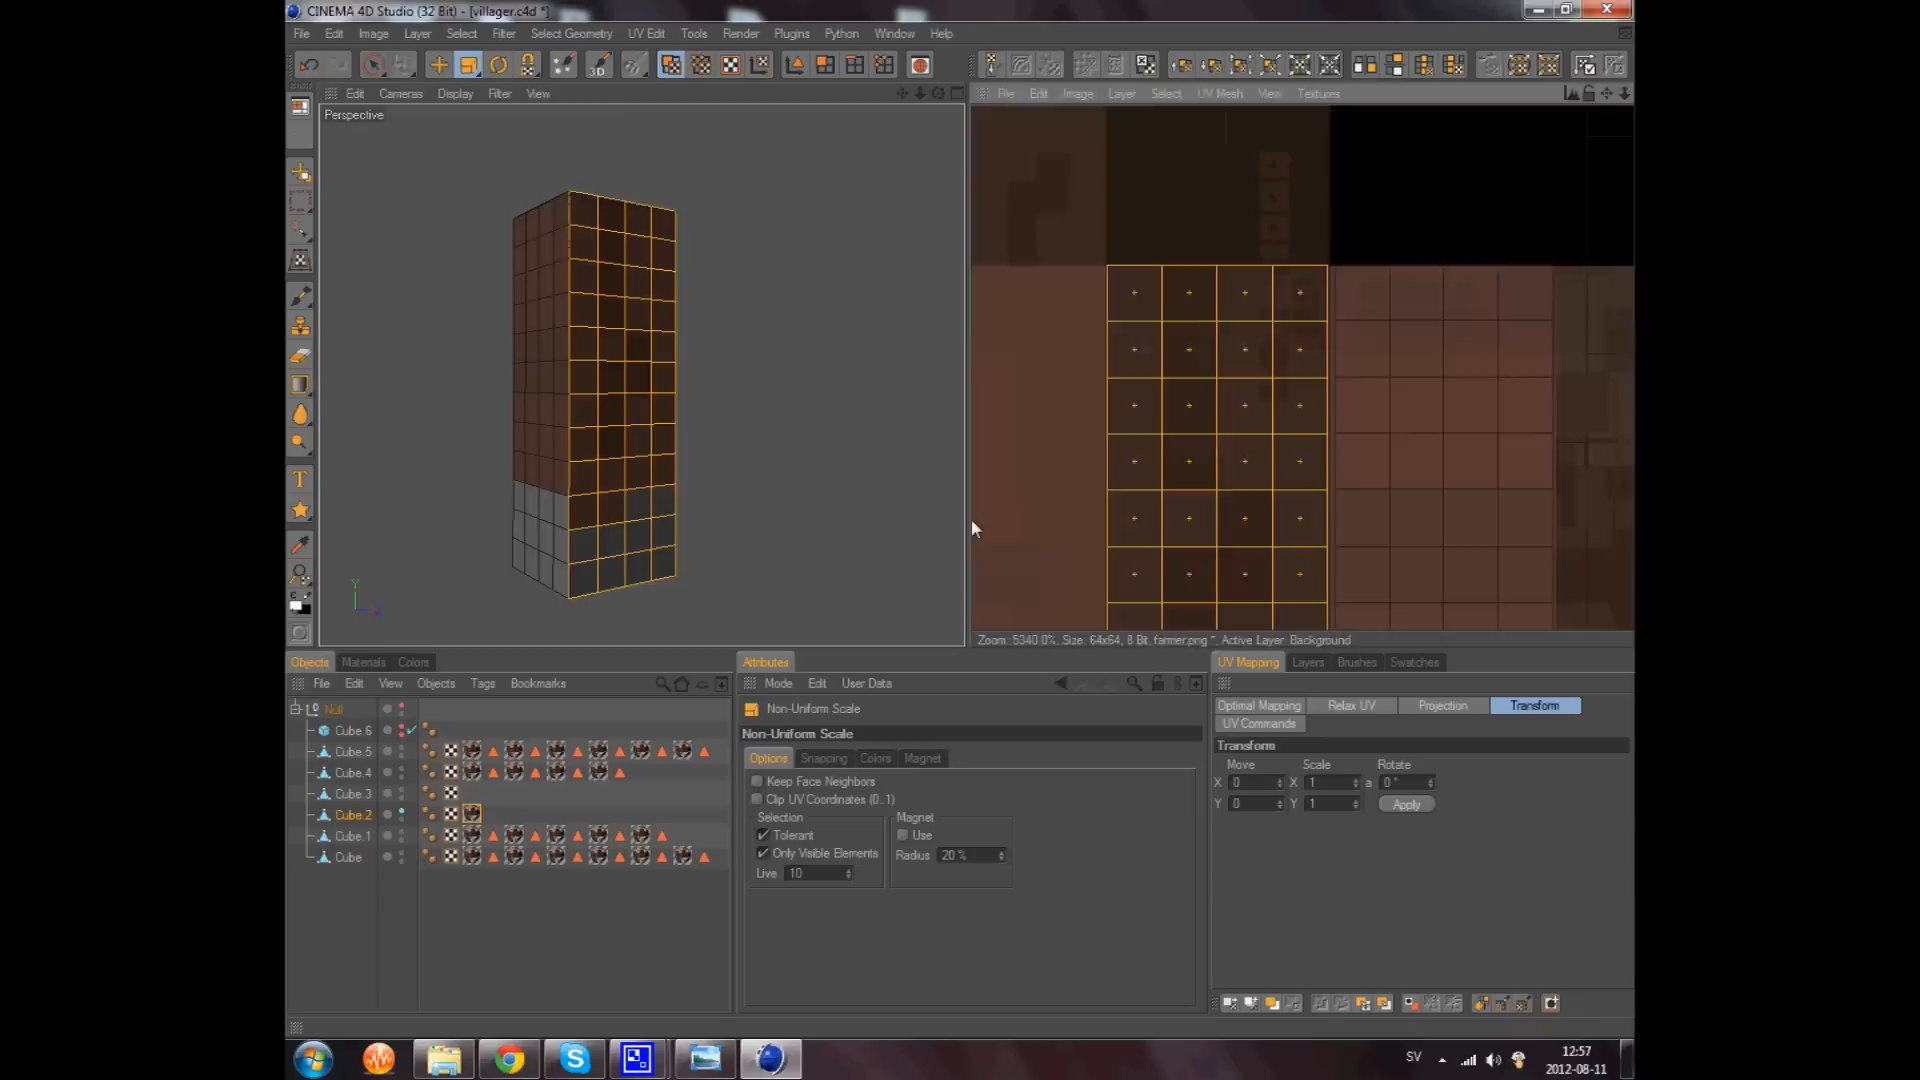 CINEMA 4D Studio (32 Bit) - [villager.c4d *]
File Edit Image Layer Select Filter Select Geometry UV Edit Tools Render Plugins Python Window Help
3D
Edit Cameras Display Filter View
File Edit Image Layer Select UV Mesh View Textures
Perspective
T
Y
Zoom: 5340.0%, Size: 64x64, 8 Bit, farmer.png *, Active Layer: Background
Objects Materials Colors
Attributes
UV Mapping Layers Brushes Swatches
File Edit View Objects Tags Bookmarks
Mode Edit User Data
Null
Cube.6
Cube.5
Cube.4
Cube.3
Cube.2
Cube.1
Cube
Non-Uniform Scale
Non-Uniform Scale
Options Snapping Colors Magnet
Keep Face Neighbors
Clip UV Coordinates (0..1)
Selection
Tolerant
Only Visible Elements
Live 10
Magnet
Use
Radius 20 %
Optimal Mapping Relax UV Projection Transform
UV Commands
Transform
Move Scale Rotate
X 0 X 1 a 0 °
Y 0 Y 1 Apply
SV
12:57
2012-08-11